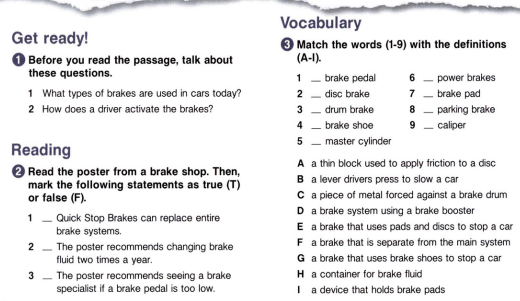 Get ready!
1 Before you read the passage, talk about
these questions.
1 What types of brakes are used in cars today?
2 How does a driver activate the brakes?
Reading
2 Read the poster from a brake shop. Then,
mark the following statements as true (T)
or false (F).
1 __ Quick Stop Brakes can replace entire
brake systems.
2 __ The poster recommends changing brake
fluid two times a year.
3 __ The poster recommends seeing a brake
specialist if a brake pedal is too low.
Vocabulary
3 Match the words (1-9) with the definitions
(A-I).
1 __ brake pedal
2 __ disc brake
3 __ drum brake
4 __ brake shoe
5 __ master cylinder
6 __ power brakes
7 __ brake pad
8 __ parking brake
9 __ caliper
A a thin block used to apply friction to a disc
B a lever drivers press to slow a car
C a piece of metal forced against a brake drum
D a brake system using a brake booster
E a brake that uses pads and discs to stop a car
F a brake that is separate from the main system
G a brake that uses brake shoes to stop a car
H a container for brake fluid
I a device that holds brake pads